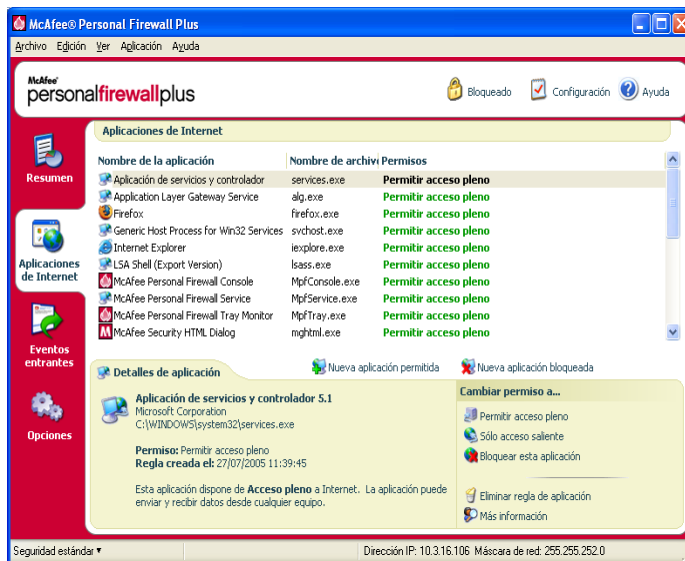 McAfee® Personal Firewall Plus
Archivo Edición Ver Aplicación Ayuda
McAfee®
personalfirewallplus
Bloqueado Configuración Ayuda
Resumen
Aplicaciones de Internet
Eventos entrantes
Opciones
Aplicaciones de Internet
Nombre de la aplicación Nombre de archivo Permisos
Aplicación de servicios y controlador services.exe Permitir acceso pleno
Application Layer Gateway Service alg.exe Permitir acceso pleno
Firefox firefox.exe Permitir acceso pleno
Generic Host Process for Win32 Services svchost.exe Permitir acceso pleno
Internet Explorer iexplore.exe Permitir acceso pleno
LSA Shell (Export Version) lsass.exe Permitir acceso pleno
McAfee Personal Firewall Console MpfConsole.exe Permitir acceso pleno
McAfee Personal Firewall Service MpfService.exe Permitir acceso pleno
McAfee Personal Firewall Tray Monitor MpfTray.exe Permitir acceso pleno
McAfee Security HTML Dialog mghtml.exe Permitir acceso pleno
Nueva aplicación permitida Nueva aplicación bloqueada
Detalles de aplicación
Aplicación de servicios y controlador 5.1
Microsoft Corporation
C:\WINDOWS\system32\services.exe
Permiso: Permitir acceso pleno
Regla creada el: 27/07/2005 11:39:45
Esta aplicación dispone de Acceso pleno a Internet. La aplicación puede
enviar y recibir datos desde cualquier equipo.
Cambiar permiso a...
Permitir acceso pleno
Sólo acceso saliente
Bloquear esta aplicación
Eliminar regla de aplicación
Más información
Seguridad estándar Dirección IP: 10.3.16.106 Máscara de red: 255.255.252.0